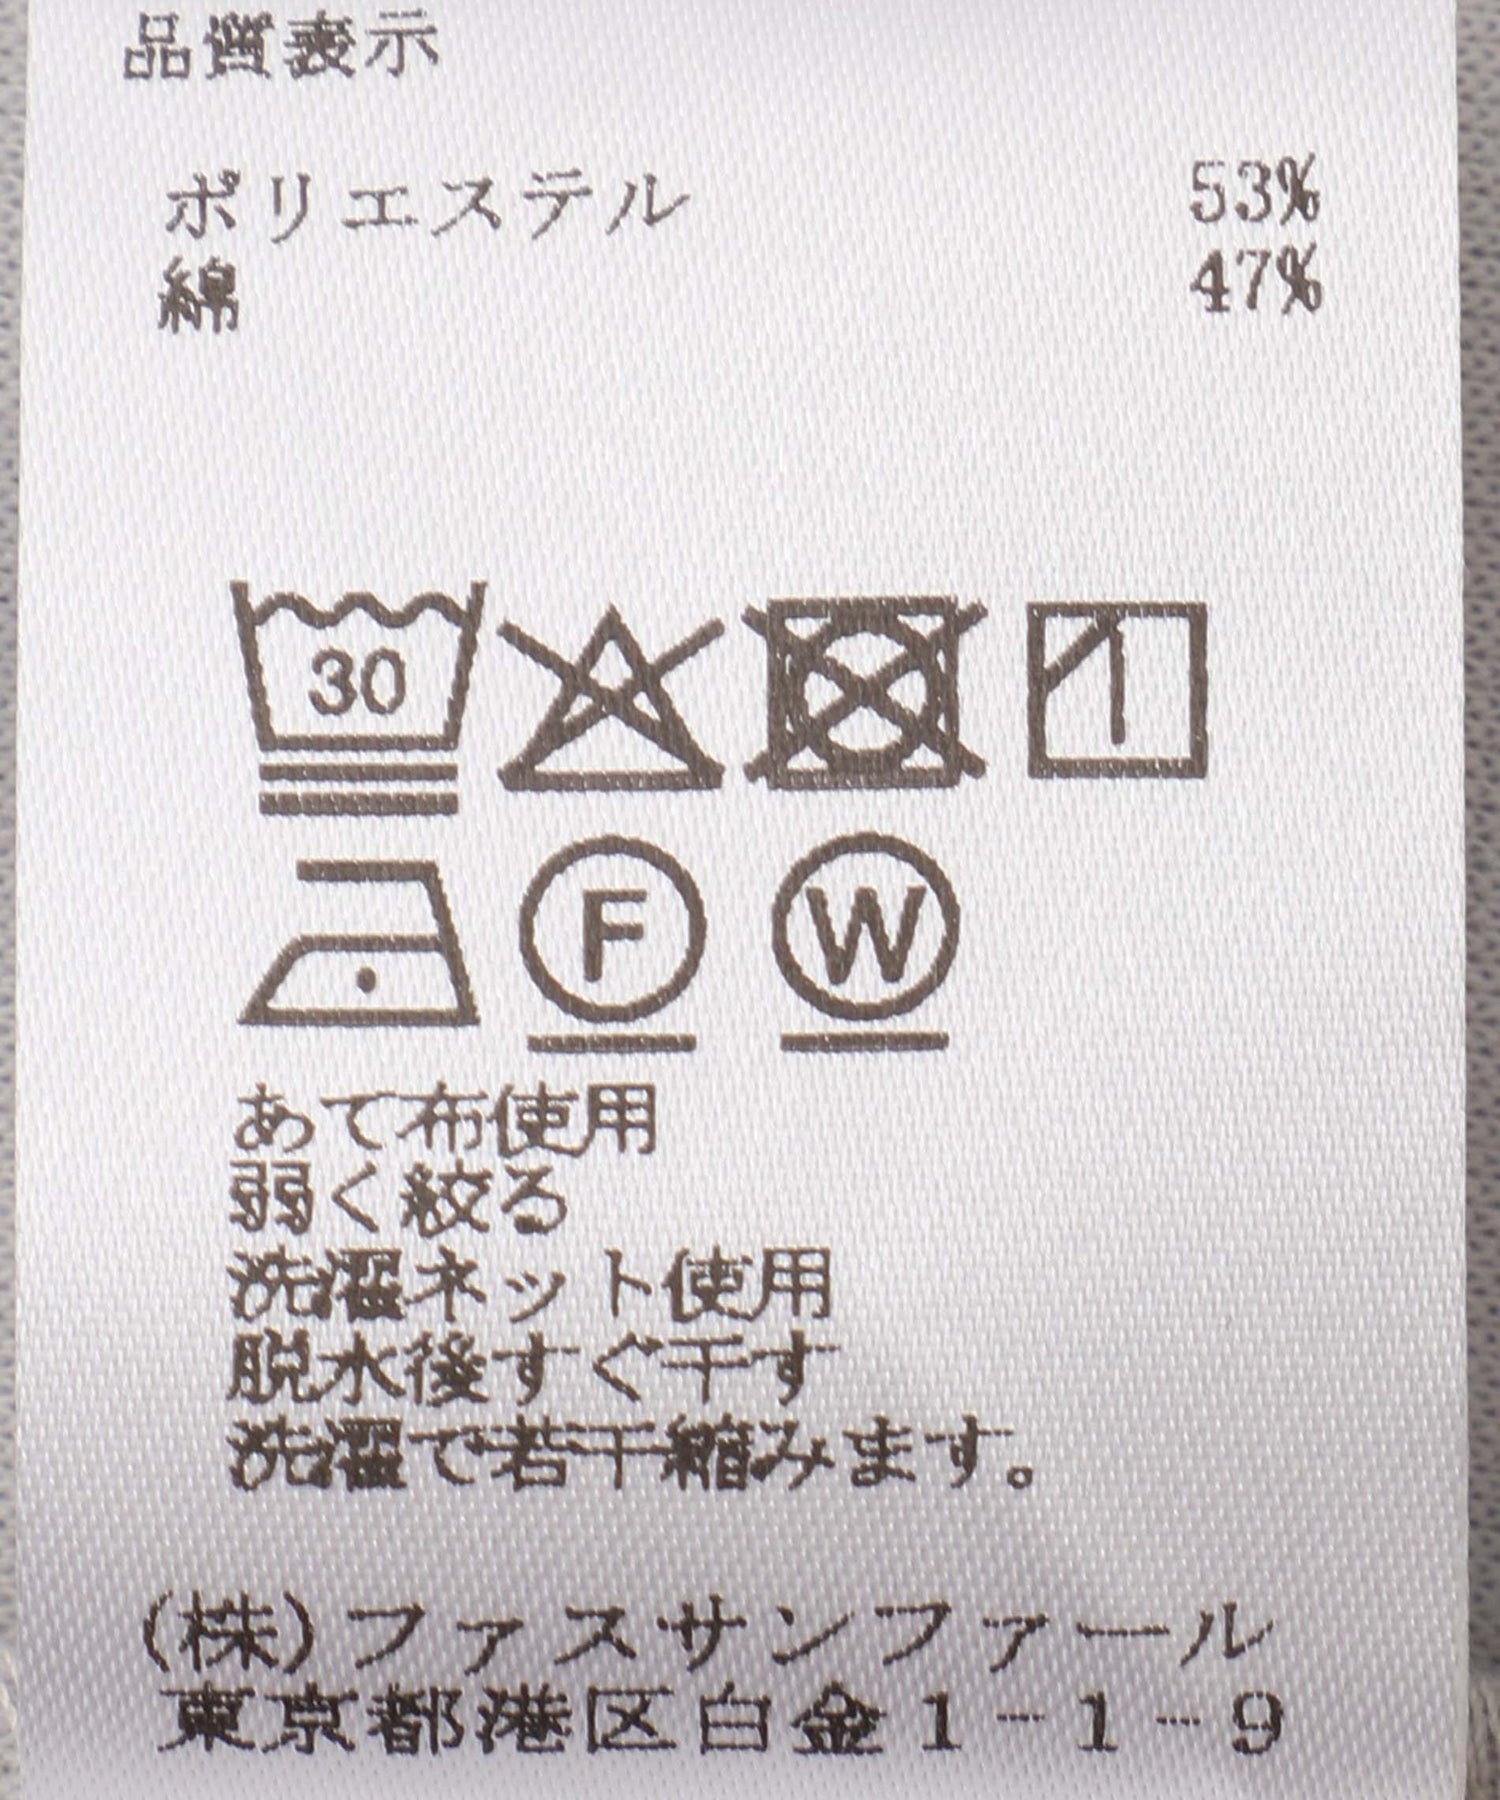 品質表示
ポリエステル 53%
綿 47%
30
F W
あて布使用
弱く絞る
洗濯ネット使用
脱水後すぐ干す
洗濯で若干縮みます。
(株)ファスサンファール
東京都港区白金1-1-9